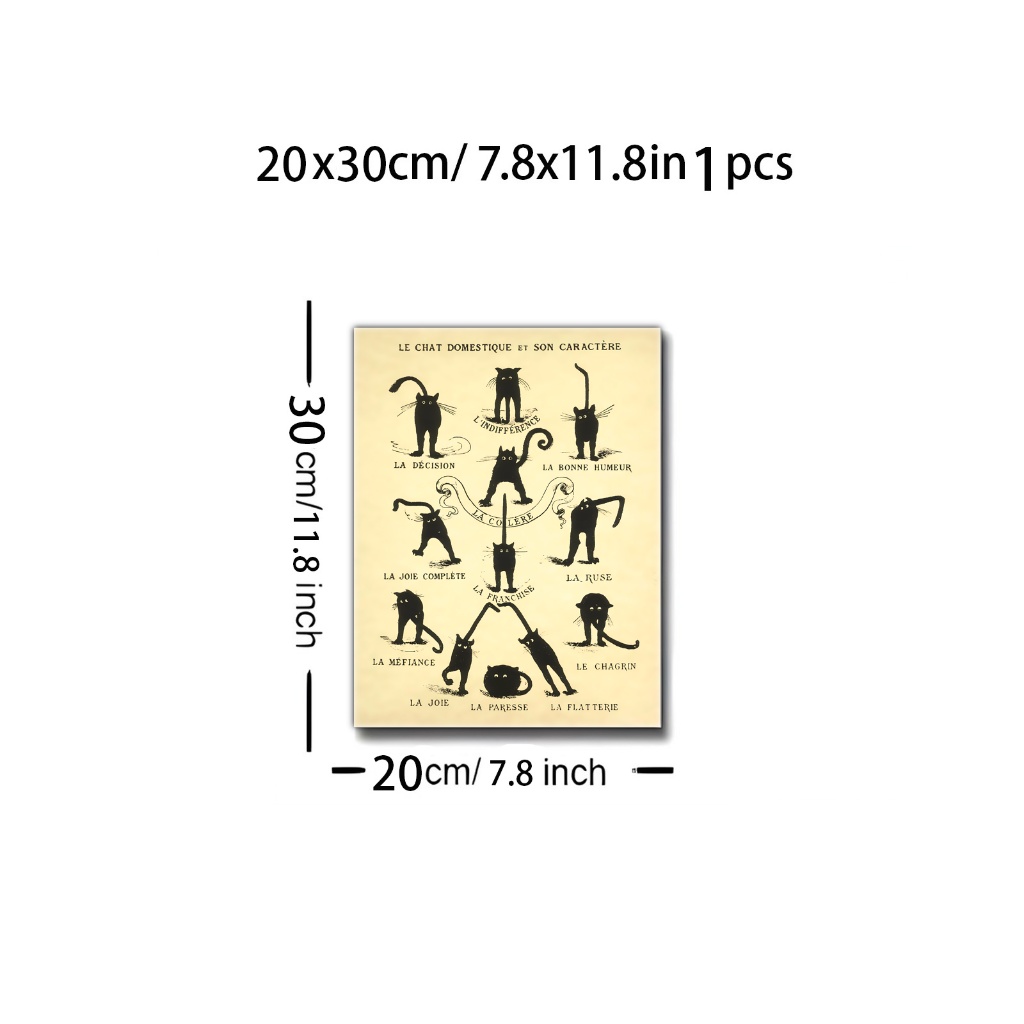 20x30cm/ 7.8x11.8in 1 pcs
LE CHAT DOMESTIQUE ET SON CARACTÈRE
L'INDIFFÉRENCE
LA DÉCISION
LA BONNE HUMEUR
LA COLÈRE
LA JOIE COMPLÈTE
LA RUSE
LA FRANCHISE
LA MÉFIANCE
LE CHAGRIN
LA JOIE
LA PARESSE
LA FLATTERIE
30 cm/11.8 inch
20cm/ 7.8 inch